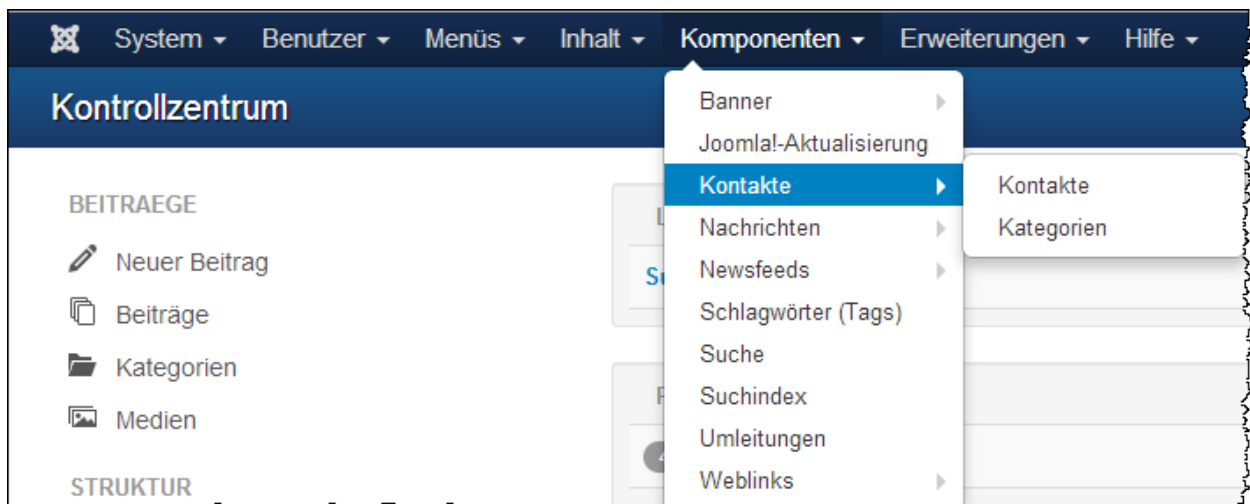 System Benutzer Menüs Inhalt Komponenten Erweiterungen Hilfe
Kontrollzentrum
BEITRAEGE
Neuer Beitrag
Beiträge
Kategorien
Medien
STRUKTUR
Banner
Joomla!-Aktualisierung
Kontakte
Nachrichten
Newsfeeds
Schlagwörter (Tags)
Suche
Suchindex
Umleitungen
Weblinks
Kontakte
Kategorien